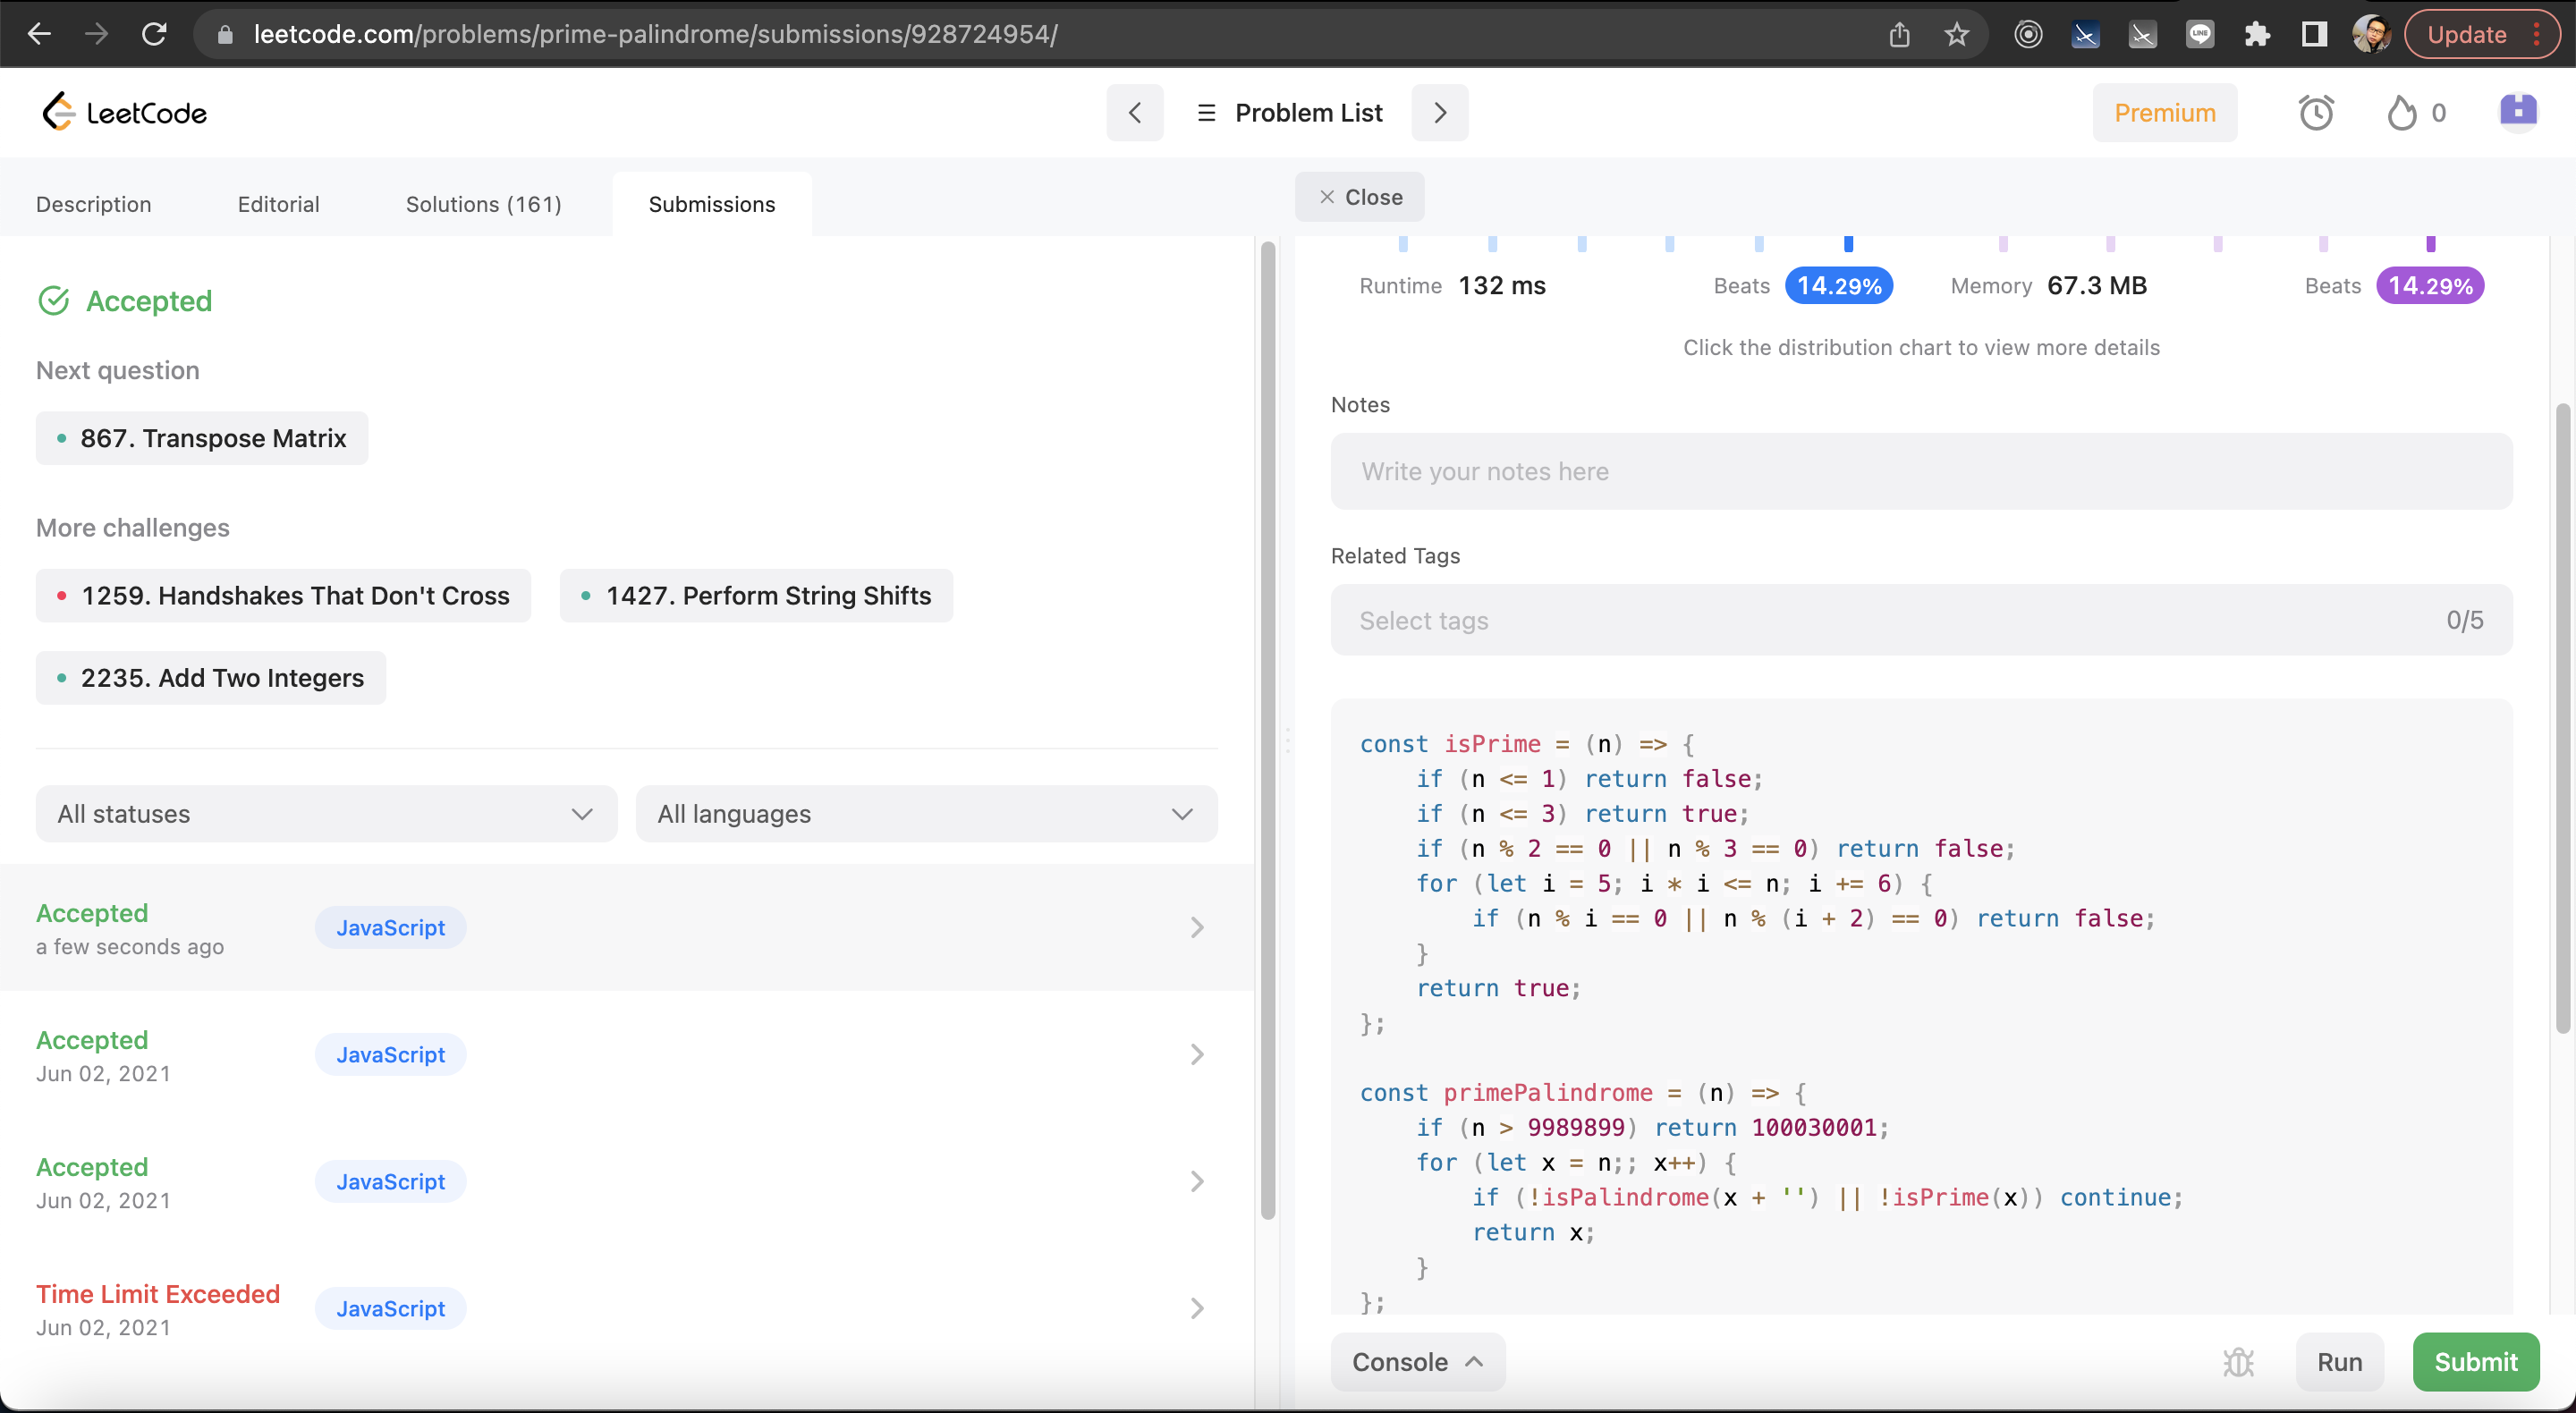 leetcode.com/problems/prime-palindrome/submissions/928724954/
Update
LeetCode
Problem List
Premium
0
Description
Editorial
Solutions (161)
Submissions
Close
Accepted
Next question
867. Transpose Matrix
More challenges
1259. Handshakes That Don't Cross
1427. Perform String Shifts
2235. Add Two Integers
All statuses
All languages
Accepted
JavaScript
a few seconds ago
Accepted
JavaScript
Jun 02, 2021
Accepted
JavaScript
Jun 02, 2021
Time Limit Exceeded
JavaScript
Jun 02, 2021
Runtime 132 ms
Beats 14.29%
Memory 67.3 MB
Beats 14.29%
Click the distribution chart to view more details
Notes
Write your notes here
Related Tags
Select tags
0/5
const isPrime = (n) => {
    if (n <= 1) return false;
    if (n <= 3) return true;
    if (n % 2 == 0 || n % 3 == 0) return false;
    for (let i = 5; i * i <= n; i += 6) {
        if (n % i == 0 || n % (i + 2) == 0) return false;
    }
    return true;
};
const primePalindrome = (n) => {
    if (n > 9989899) return 100030001;
    for (let x = n;; x++) {
        if (!isPalindrome(x + '') || !isPrime(x)) continue;
        return x;
    }
};
Console
Run
Submit